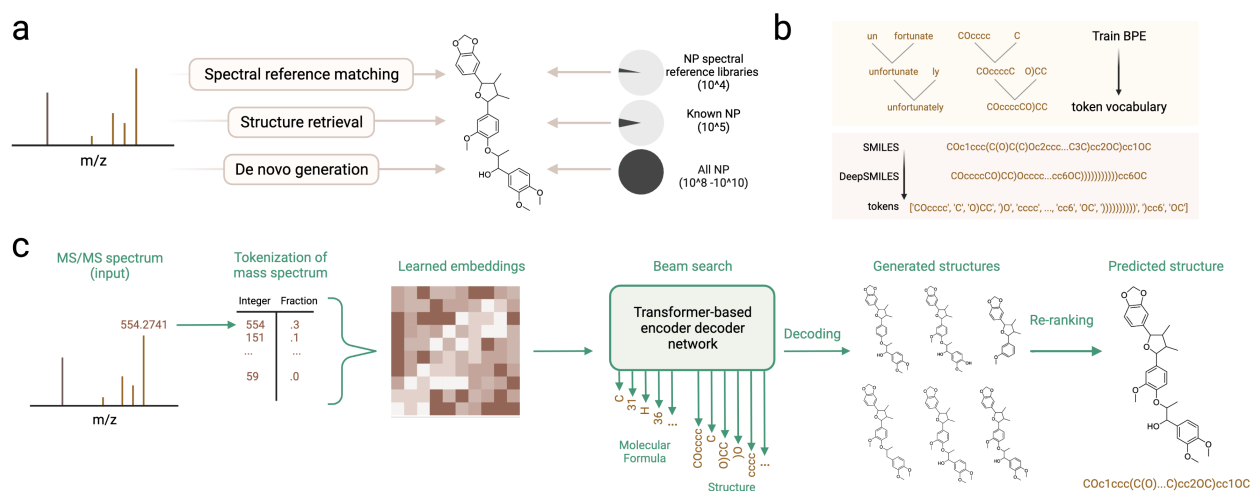 a
Spectral reference matching
Structure retrieval
De novo generation
m/z
HO
NP spectral
reference libraries
(10^4)
Known NP
(10^5)
All NP
(10^8 -10^10)
b
un fortunate COcccc C
unfortunate ly COccccC O)CC
unfortunately COccccCO)CC
Train BPE
token vocabulary
SMILES COc1ccc(C(O)C(C)Oc2ccc...C3C)cc2OC)cc1OC
DeepSMILES COccccCO)CC)Occcc...cc6OC)))))))))))cc6OC
tokens ['COcccc', 'C', 'O)CC', ')O', 'cccc', ..., 'cc6', 'OC', '))))))))))', ')cc6', 'OC']
c
MS/MS spectrum
(input)
554.2741
m/z
Tokenization of
mass spectrum
Integer Fraction
554 .3
151 .1
... ...
59 .0
Learned embeddings
Beam search
Transformer-based
encoder decoder
network
C
31
H
36
...
Molecular
Formula
COcccc
C
O)CC
)O
cccc
...
Structure
Decoding
Generated structures
Re-ranking
Predicted structure
HO
COc1ccc(C(O)...C)cc2OC)cc1OC